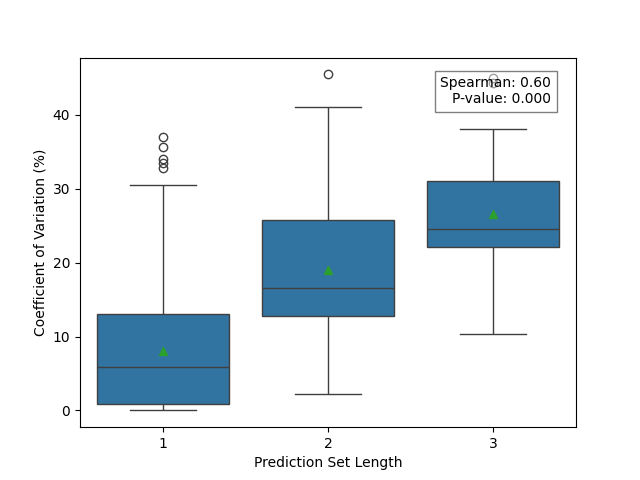 Spearman: 0.60
P-value: 0.000
Coefficient of Variation (%)
40
30
20
10
0
1 2 3
Prediction Set Length